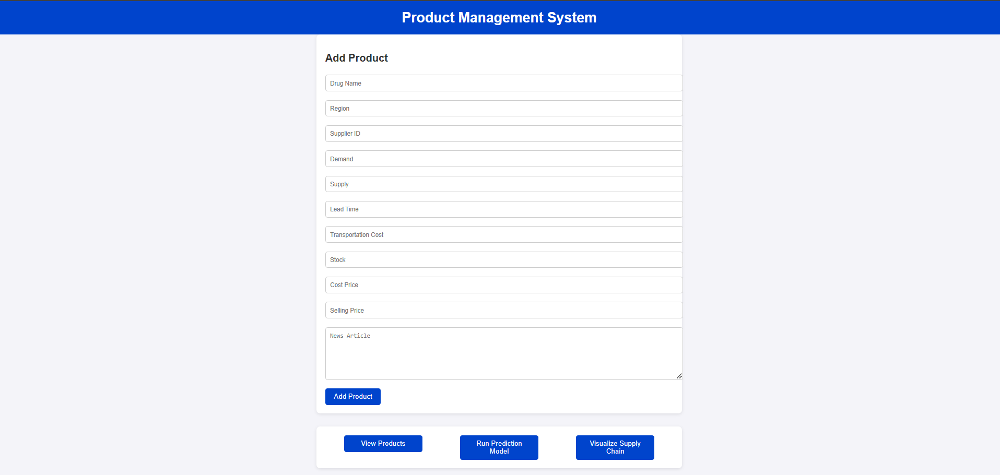 Product Management System
Add Product
Drug Name
Region
Supplier ID
Demand
Supply
Lead Time
Transportation Cost
Stock
Cost Price
Selling Price
News Article
Add Product
View Products
Run Prediction
Model
Visualize Supply
Chain